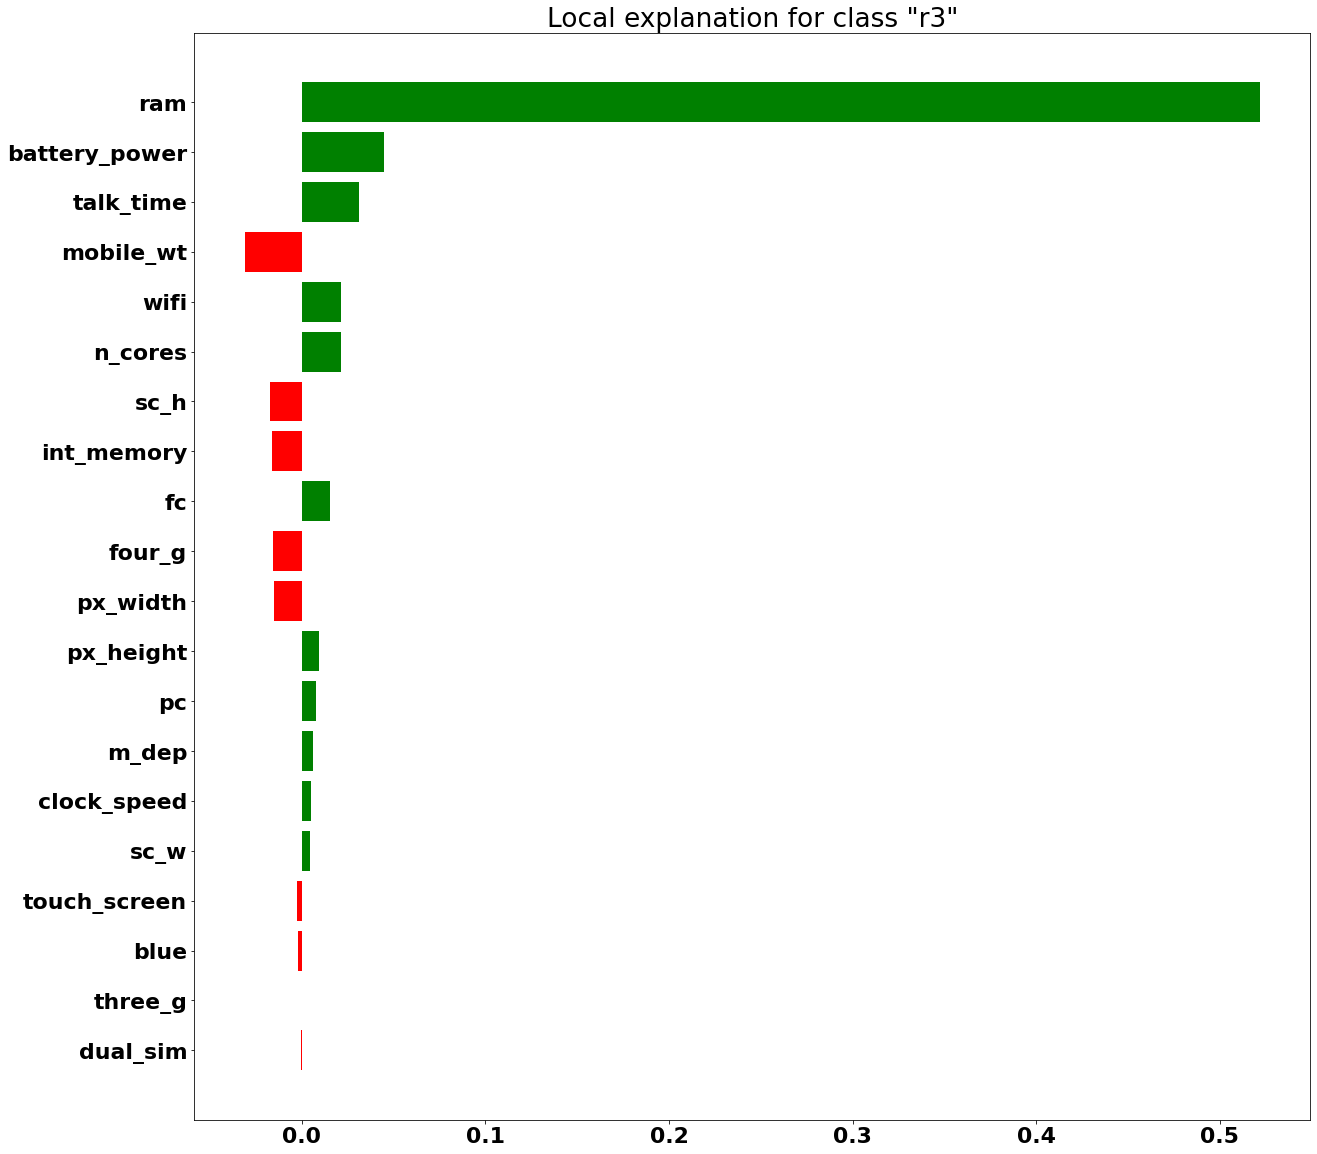 Local explanation for class "r3"
ram
battery_power
talk_time
mobile_wt
wifi
n_cores
sc_h
int_memory
fc
four_g
px_width
px_height
pc
m_dep
clock_speed
sc_w
touch_screen
blue
three_g
dual_sim
0.0 0.1 0.2 0.3 0.4 0.5